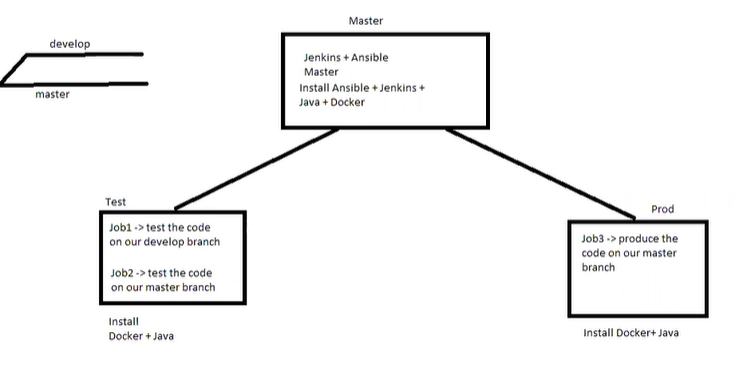 Master
develop
master
Jenkins + Ansible
Master
Install Ansible + Jenkins +
Java + Docker
Test
Job1 -> test the code
on our develop branch
Job2 -> test the code
on our master branch
Install
Docker + Java
Prod
Job3 -> produce the
code on our master
branch
Install Docker+ Java